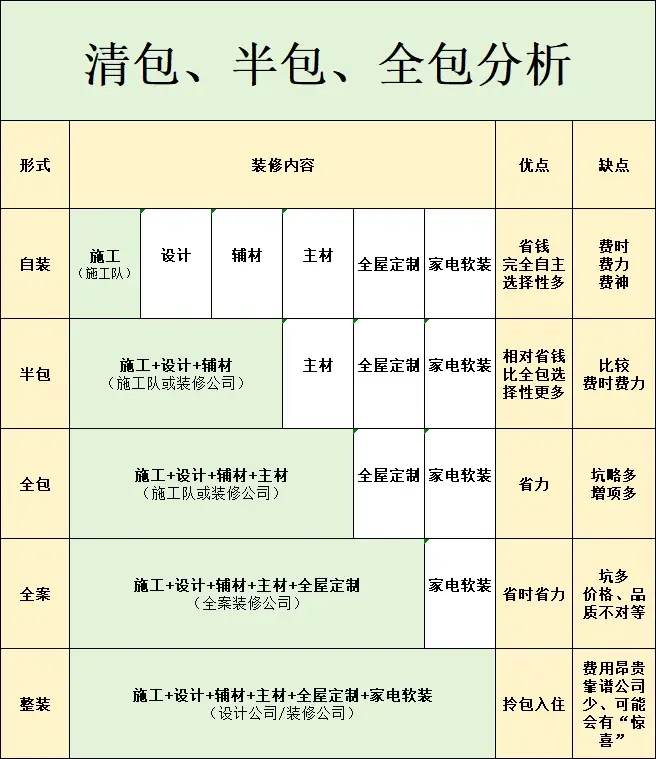 清包、半包、全包分析
形式
装修内容
优点
缺点
自装
施工
（施工队）
设计
辅材
主材
全屋定制
家电软装
省钱
完全自主
选择性多
费时
费力
费神
半包
施工+设计+辅材
（施工队或装修公司）
主材
全屋定制
家电软装
相对省钱
比全包选
择性更多
比较
费时费力
全包
施工+设计+辅材+主材
（施工队或装修公司）
全屋定制
家电软装
省力
坑略多
增项多
全案
施工+设计+辅材+主材+全屋定制
（全案装修公司）
家电软装
省时省力
坑多
价格、品
质不对等
整装
施工+设计+辅材+主材+全屋定制+家电软装
（设计公司/装修公司）
拎包入住
费用昂贵
靠谱公司
少、可能
会有“惊
喜”